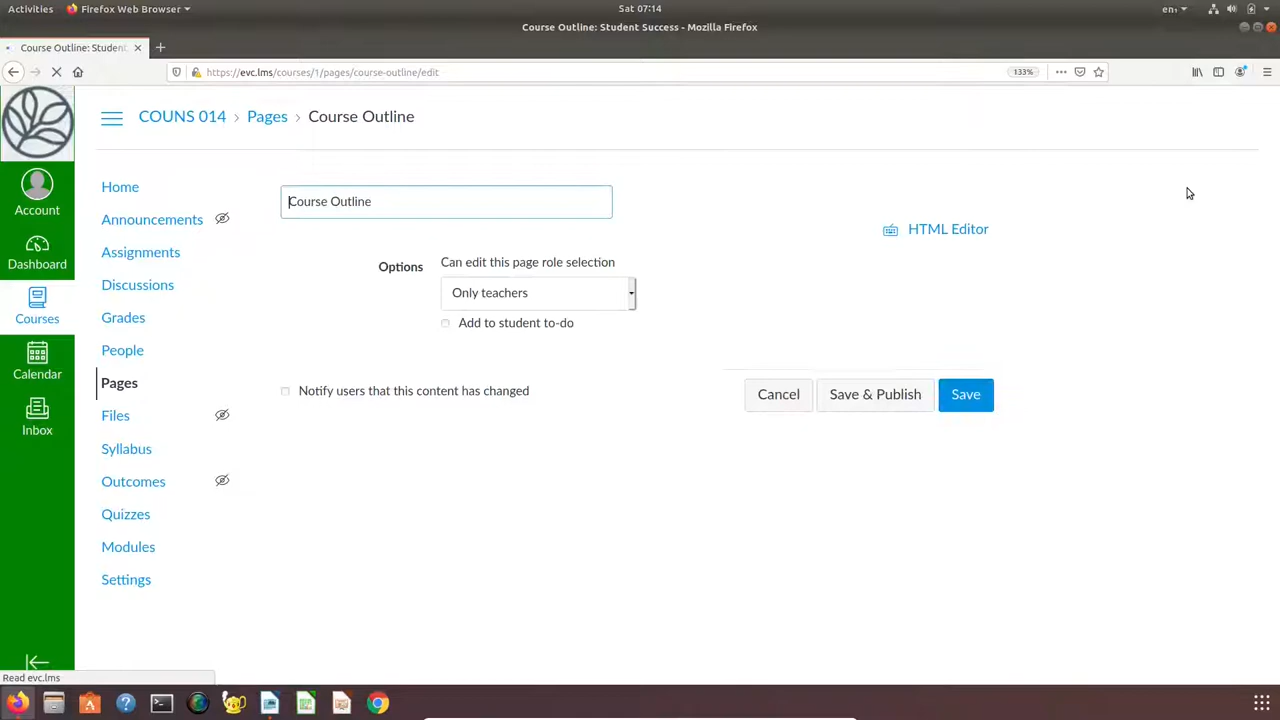 Activities
Firefox Web Browser
Sat 07:14
en₁
Course Outline: Student Success - Mozilla Firefox
Course Outline: Student
https://evc.lms/courses/1/pages/course-outline/edit
133%
COUNS 014 › Pages › Course Outline
Account
Dashboard
Courses
Calendar
Inbox
Home
Announcements
Assignments
Discussions
Grades
People
Pages
Files
Syllabus
Outcomes
Quizzes
Modules
Settings
Course Outline
HTML Editor
Options
Can edit this page role selection
Only teachers
Add to student to-do
Notify users that this content has changed
Cancel
Save & Publish
Save
Read evc.lms